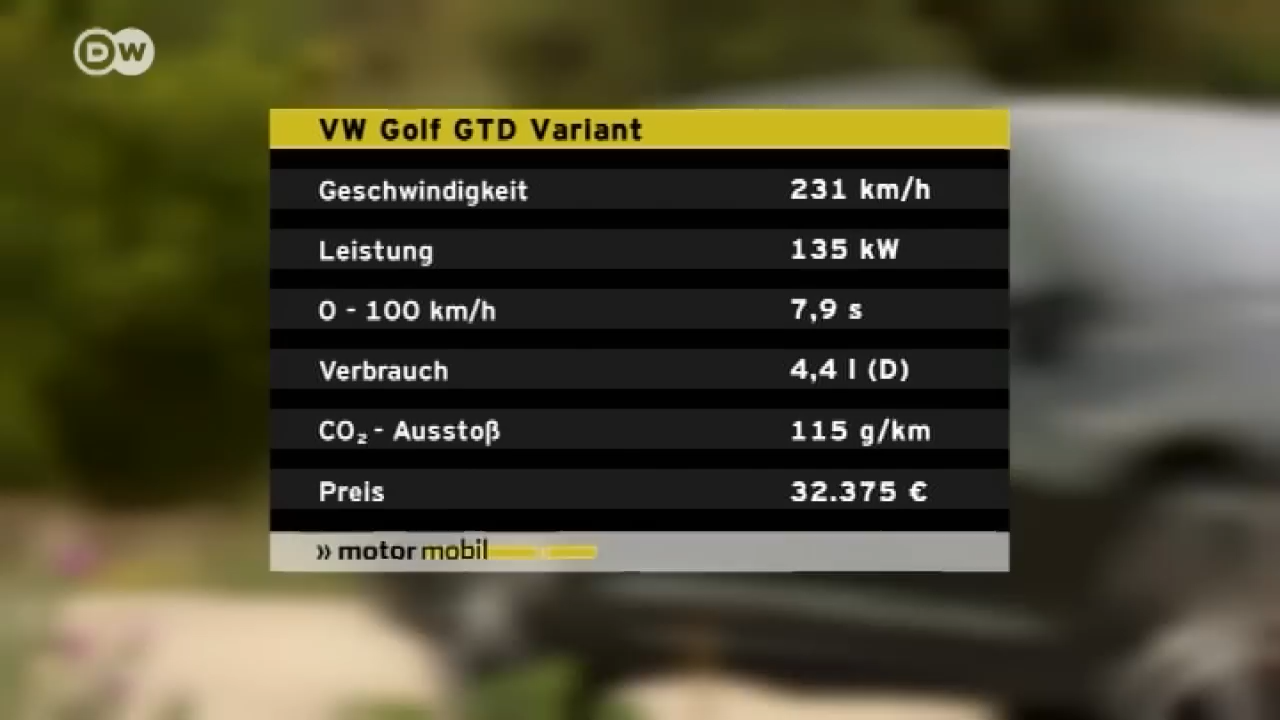 DW
VW Golf GTD Variant
Geschwindigkeit 231 km/h
Leistung 135 kW
0 - 100 km/h 7,9 s
Verbrauch 4,4 l (D)
CO₂ - Ausstoß 115 g/km
Preis 32.375 €
» motor mobil